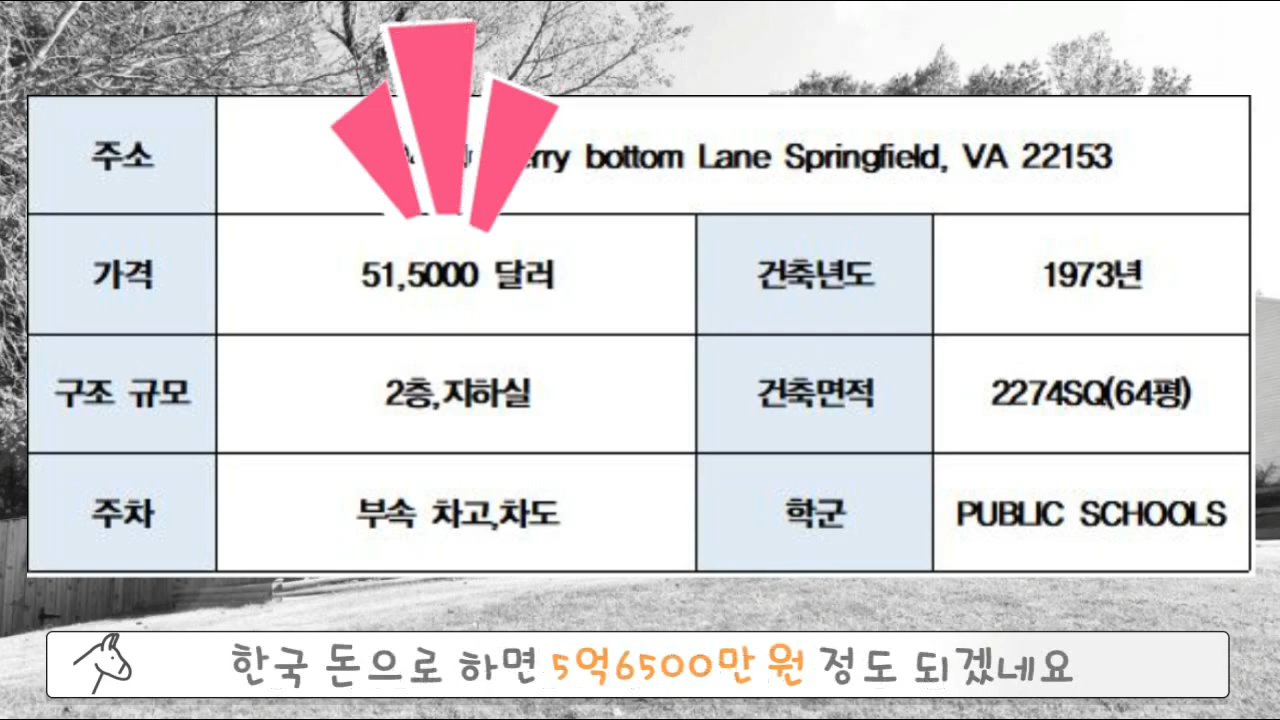 주소 bottom Lane Springfield, VA 22153
가격 51,5000 달러 건축년도 1973년
구조 규모 2층,지하실 건축면적 2274SQ(64평)
주차 부속 차고,차도 학군 PUBLIC SCHOOLS
한국 돈으로 하면 5억6500만 원 정도 되겠네요